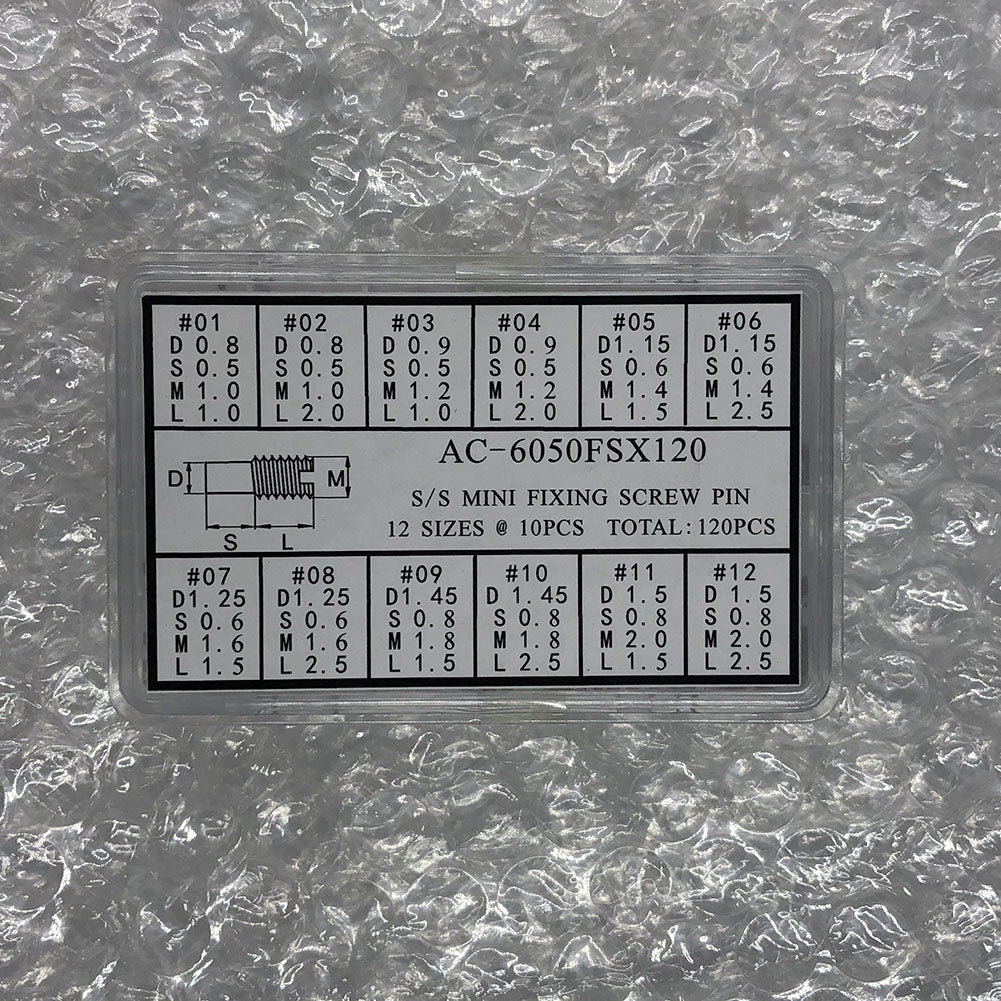 #01 #02 #03 #04 #05 #06
D 0.8 D 0.8 D 0.9 D 0.9 D1.15 D1.15
S 0.5 S 0.5 S 0.5 S 0.5 S 0.6 S 0.6
M 1.0 M 1.0 M 1.2 M 1.2 M 1.4 M 1.4
L 1.0 L 2.0 L 1.0 L 2.0 L 1.5 L 2.5
D M
S L
AC-6050FSX120
S/S MINI FIXING SCREW PIN
12 SIZES @ 10PCS TOTAL:120PCS
#07 #08 #09 #10 #11 #12
D1.25 D1.25 D1.45 D 1.45 D 1.5 D 1.5
S 0.6 S 0.6 S 0.8 S 0.8 S 0.8 S 0.8
M 1.6 M 1.6 M 1.8 M 1.8 M 2.0 M 2.0
L 1.5 L 2.5 L 1.5 L 2.5 L 1.5 L 2.5